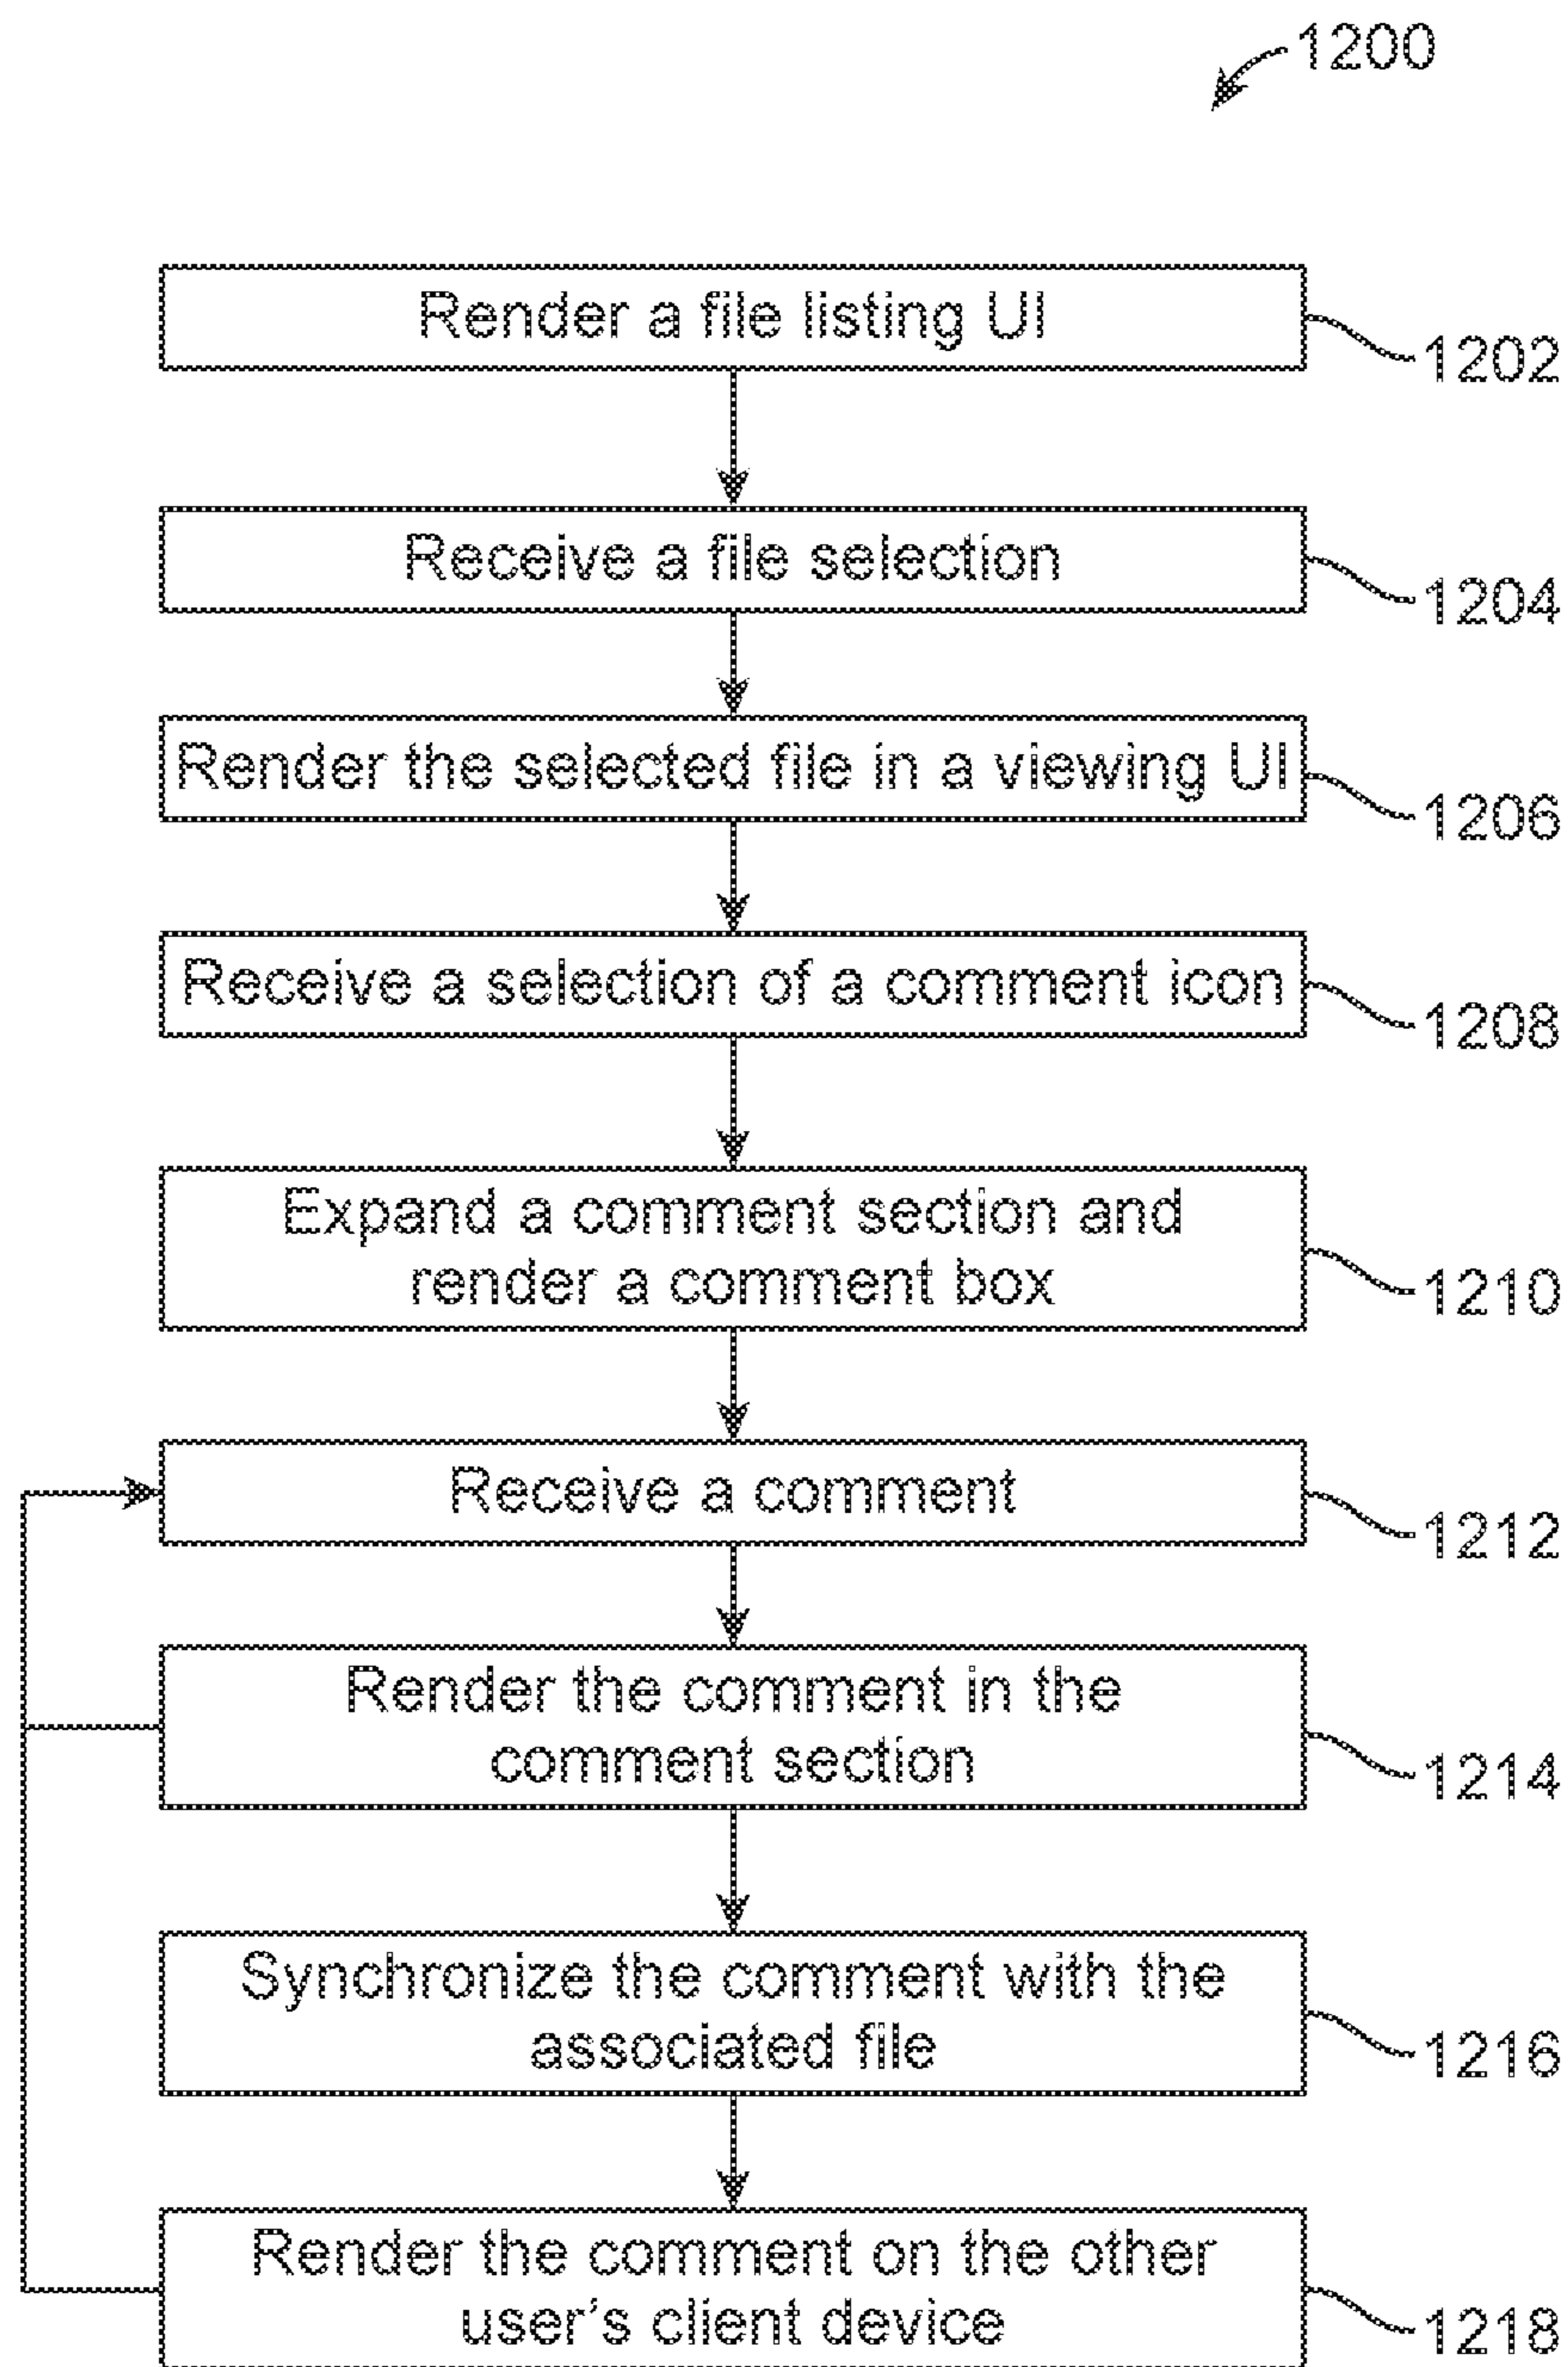 1200
Render a file listing UI
1202
Receive a file selection
1204
Render the selected file in a viewing UI
1206
Receive a selection of a comment icon
1208
Expand a comment section and
render a comment box
1210
Receive a comment
1212
Render the comment in the
comment section
1214
Synchronize the comment with the
associated file
1216
Render the comment on the other
user's client device
1218